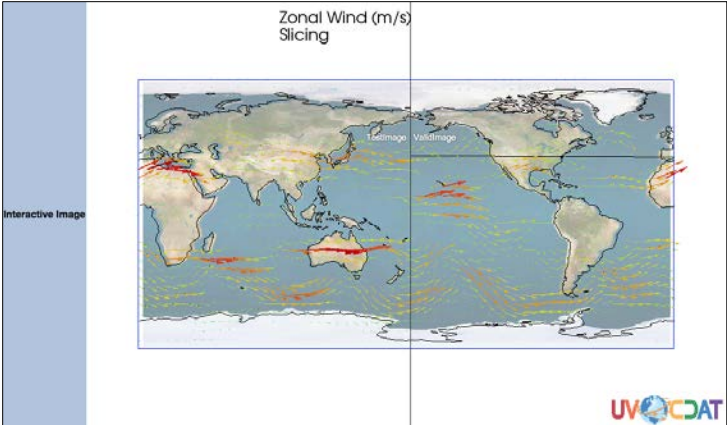 Zonal Wind (m/s)
Slicing
TestImage
ValidImage
Interactive Image
UV CDAT